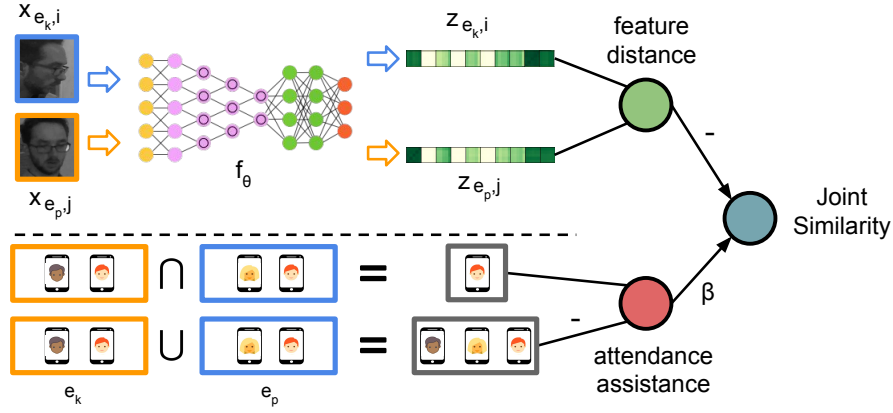 x e_k,i
z e_k,i
feature
distance
f_θ
-
x e_p,j
z e_p,j
Joint
Similarity
∩ =
β
∪ =
-
attendance
assistance
e_k
e_p